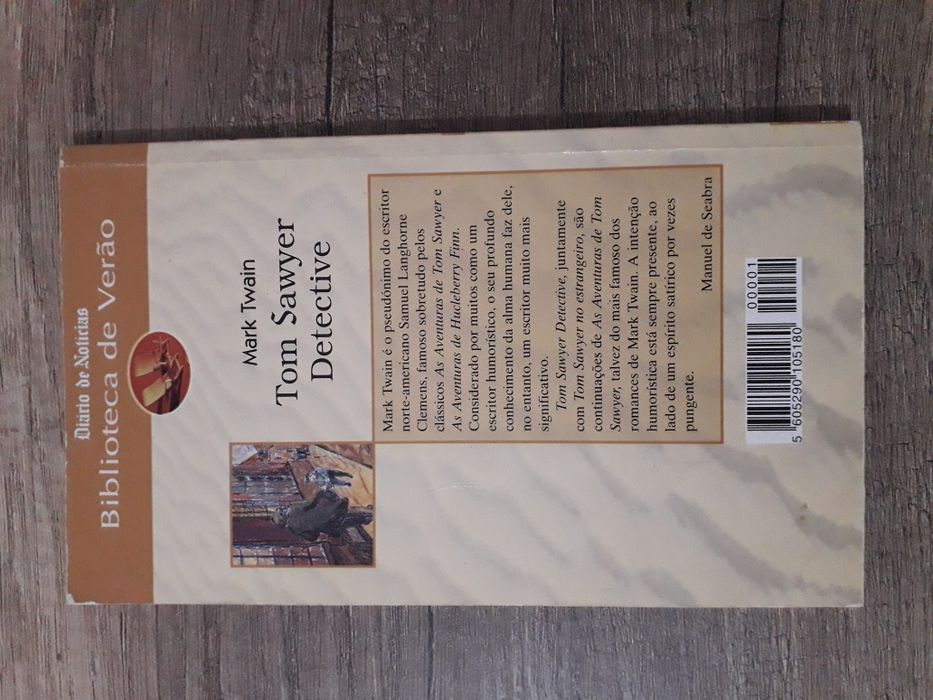 Diário de Notícias
Biblioteca de Verão
Mark Twain
Tom Sawyer
Detective
Mark Twain é o pseudónimo do escritor
norte-americano Samuel Langhorne
Clemens, famoso sobretudo pelos
clássicos As Aventuras de Tom Sawyer e
As Aventuras de Hucleberry Finn.
Considerado por muitos como um
escritor humorístico, o seu profundo
conhecimento da alma humana faz dele,
no entanto, um escritor muito mais
significativo.
Tom Sawyer Detective, juntamente
com Tom Sawyer no estrangeiro, são
continuações de As Aventuras de Tom
Sawyer, talvez do mais famoso dos
romances de Mark Twain. A intenção
humorística está sempre presente, ao
lado de um espírito satírico por vezes
pungente.
Manuel de Seabra
00001
5 605290 105180